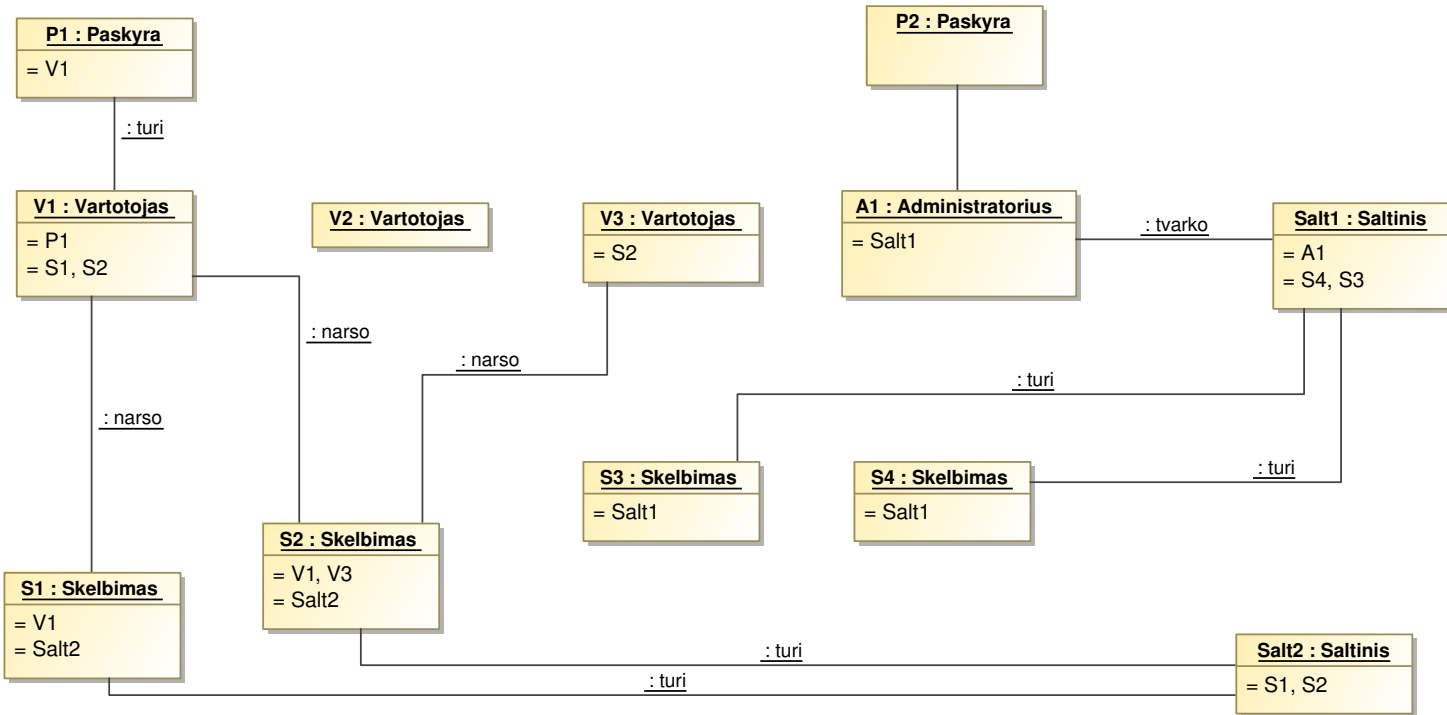 P1 : Paskyra
= V1
P2 : Paskyra
: turi
V1 : Vartotojas
= P1
= S1, S2
V2 : Vartotojas
V3 : Vartotojas
= S2
A1 : Administratorius
= Salt1
: tvarko
Salt1 : Saltinis
= A1
= S4, S3
: narso
: narso
: narso
: turi
: turi
S3 : Skelbimas
= Salt1
S4 : Skelbimas
= Salt1
S2 : Skelbimas
= V1, V3
= Salt2
S1 : Skelbimas
= V1
= Salt2
: turi
: turi
Salt2 : Saltinis
= S1, S2